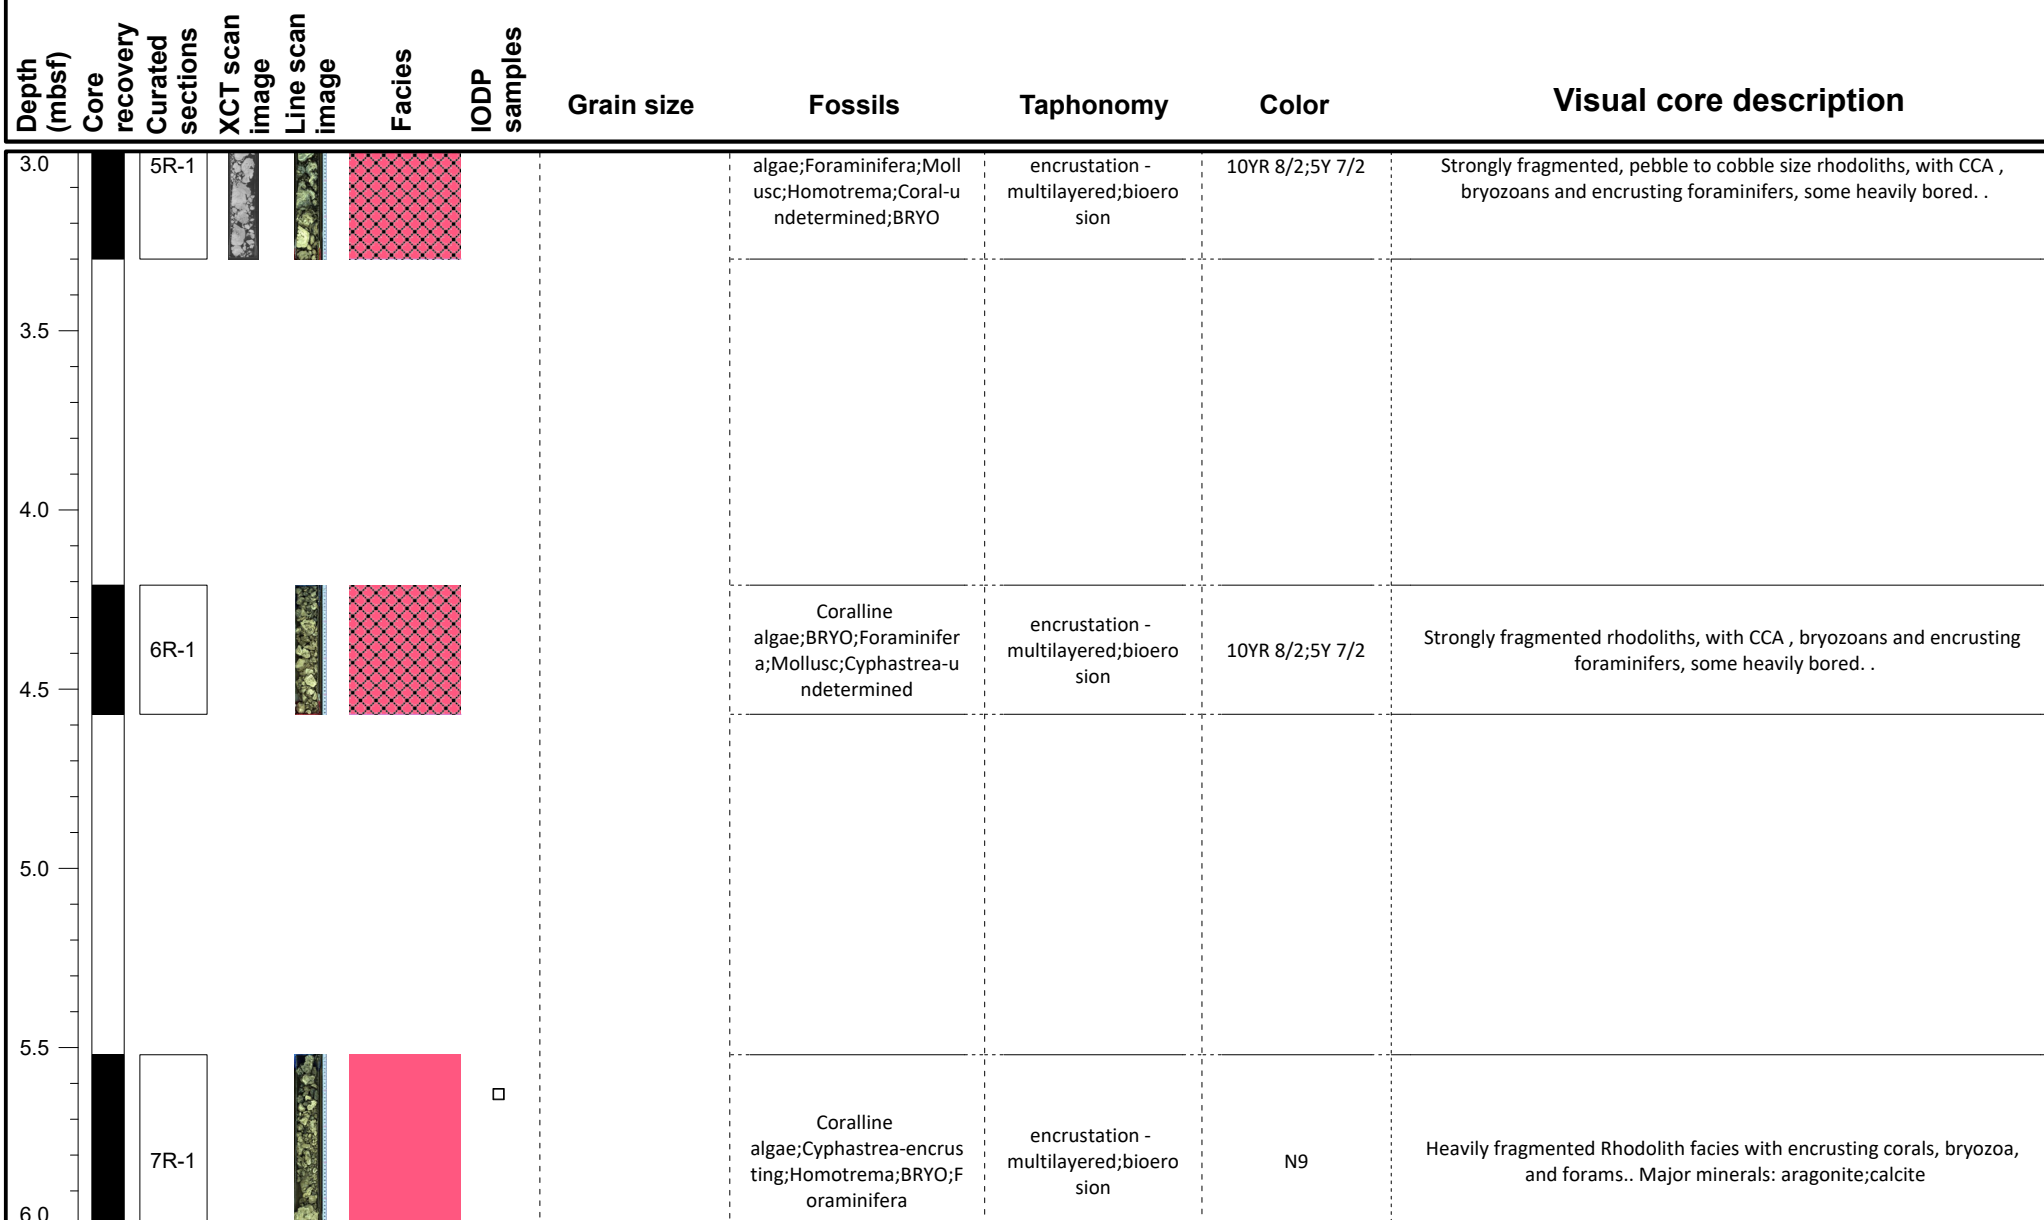 Depth
(mbsf)
Core
recovery
Curated
sections
XCT scan
image
Line scan
image
Facies
IODP
samples
Grain size
Fossils
Taphonomy
Color
Visual core description
3.0
5R-1
algae;Foraminifera;Moll
usc;Homotrema;Coral-u
ndetermined;BRYO
encrustation -
multilayered;bioero
sion
10YR 8/2;5Y 7/2
Strongly fragmented, pebble to cobble size rhodoliths, with CCA ,
bryozoans and encrusting foraminifers, some heavily bored. .
3.5
4.0
6R-1
Coralline
algae;BRYO;Foraminifer
a;Mollusc;Cyphastrea-u
ndetermined
encrustation -
multilayered;bioero
sion
10YR 8/2;5Y 7/2
Strongly fragmented rhodoliths, with CCA , bryozoans and encrusting
foraminifers, some heavily bored. .
4.5
5.0
5.5
7R-1
Coralline
algae;Cyphastrea-encrus
ting;Homotrema;BRYO;F
oraminifera
encrustation -
multilayered;bioero
sion
N9
Heavily fragmented Rhodolith facies with encrusting corals, bryozoa,
and forams.. Major minerals: aragonite;calcite
6.0